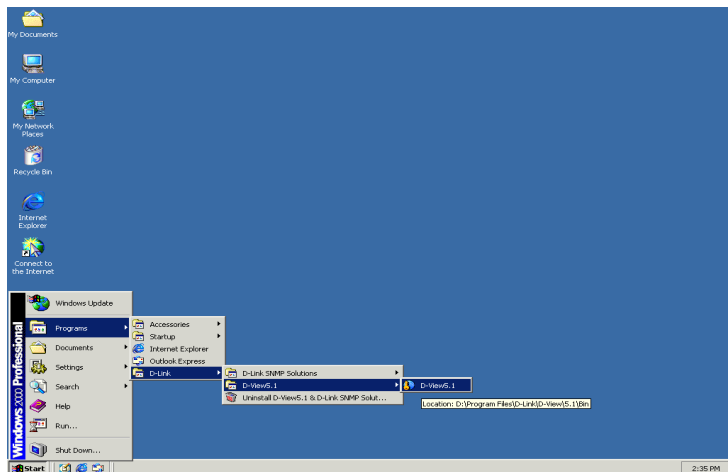 My Documents
My Computer
My Network
Places
Recycle Bin
Internet
Explorer
Connect to
the Internet
Windows 2000 Professional
Windows Update
Programs
Documents
Settings
Search
Help
Run...
Shut Down...
Accessories
Startup
Internet Explorer
Outlook Express
D-Link
D-Link SNMP Solutions
D-View5.1
Uninstall D-View5.1 & D-Link SNMP Solut...
D-View5.1
Location: D:\Program Files\D-Link\D-View\5.1\Bin
Start
2:35 PM